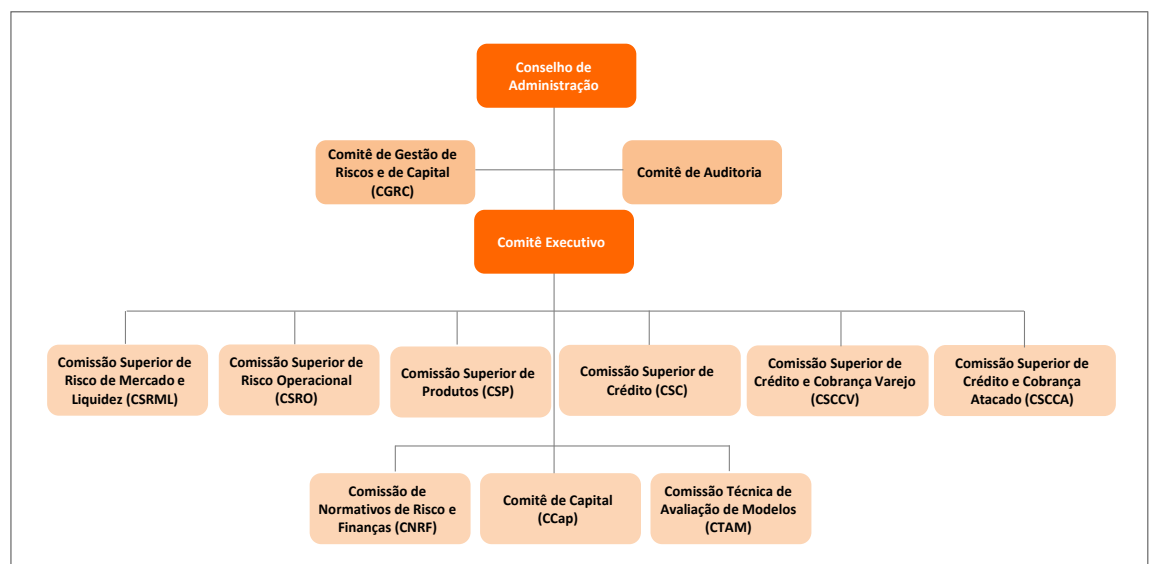 Conselho de
Administração
Comitê de Gestão de
Riscos e de Capital
(CGRC)
Comitê de Auditoria
Comitê Executivo
Comissão Superior de
Risco de Mercado e
Liquidez (CSRML)
Comissão Superior de
Risco Operacional
(CSRO)
Comissão Superior de
Produtos (CSP)
Comissão Superior de
Crédito (CSC)
Comissão Superior de
Crédito e Cobrança Varejo
(CSCCV)
Comissão Superior de
Crédito e Cobrança
Atacado (CSCCA)
Comissão de
Normativos de Risco e
Finanças (CNRF)
Comitê de Capital
(CCap)
Comissão Técnica de
Avaliação de Modelos
(CTAM)